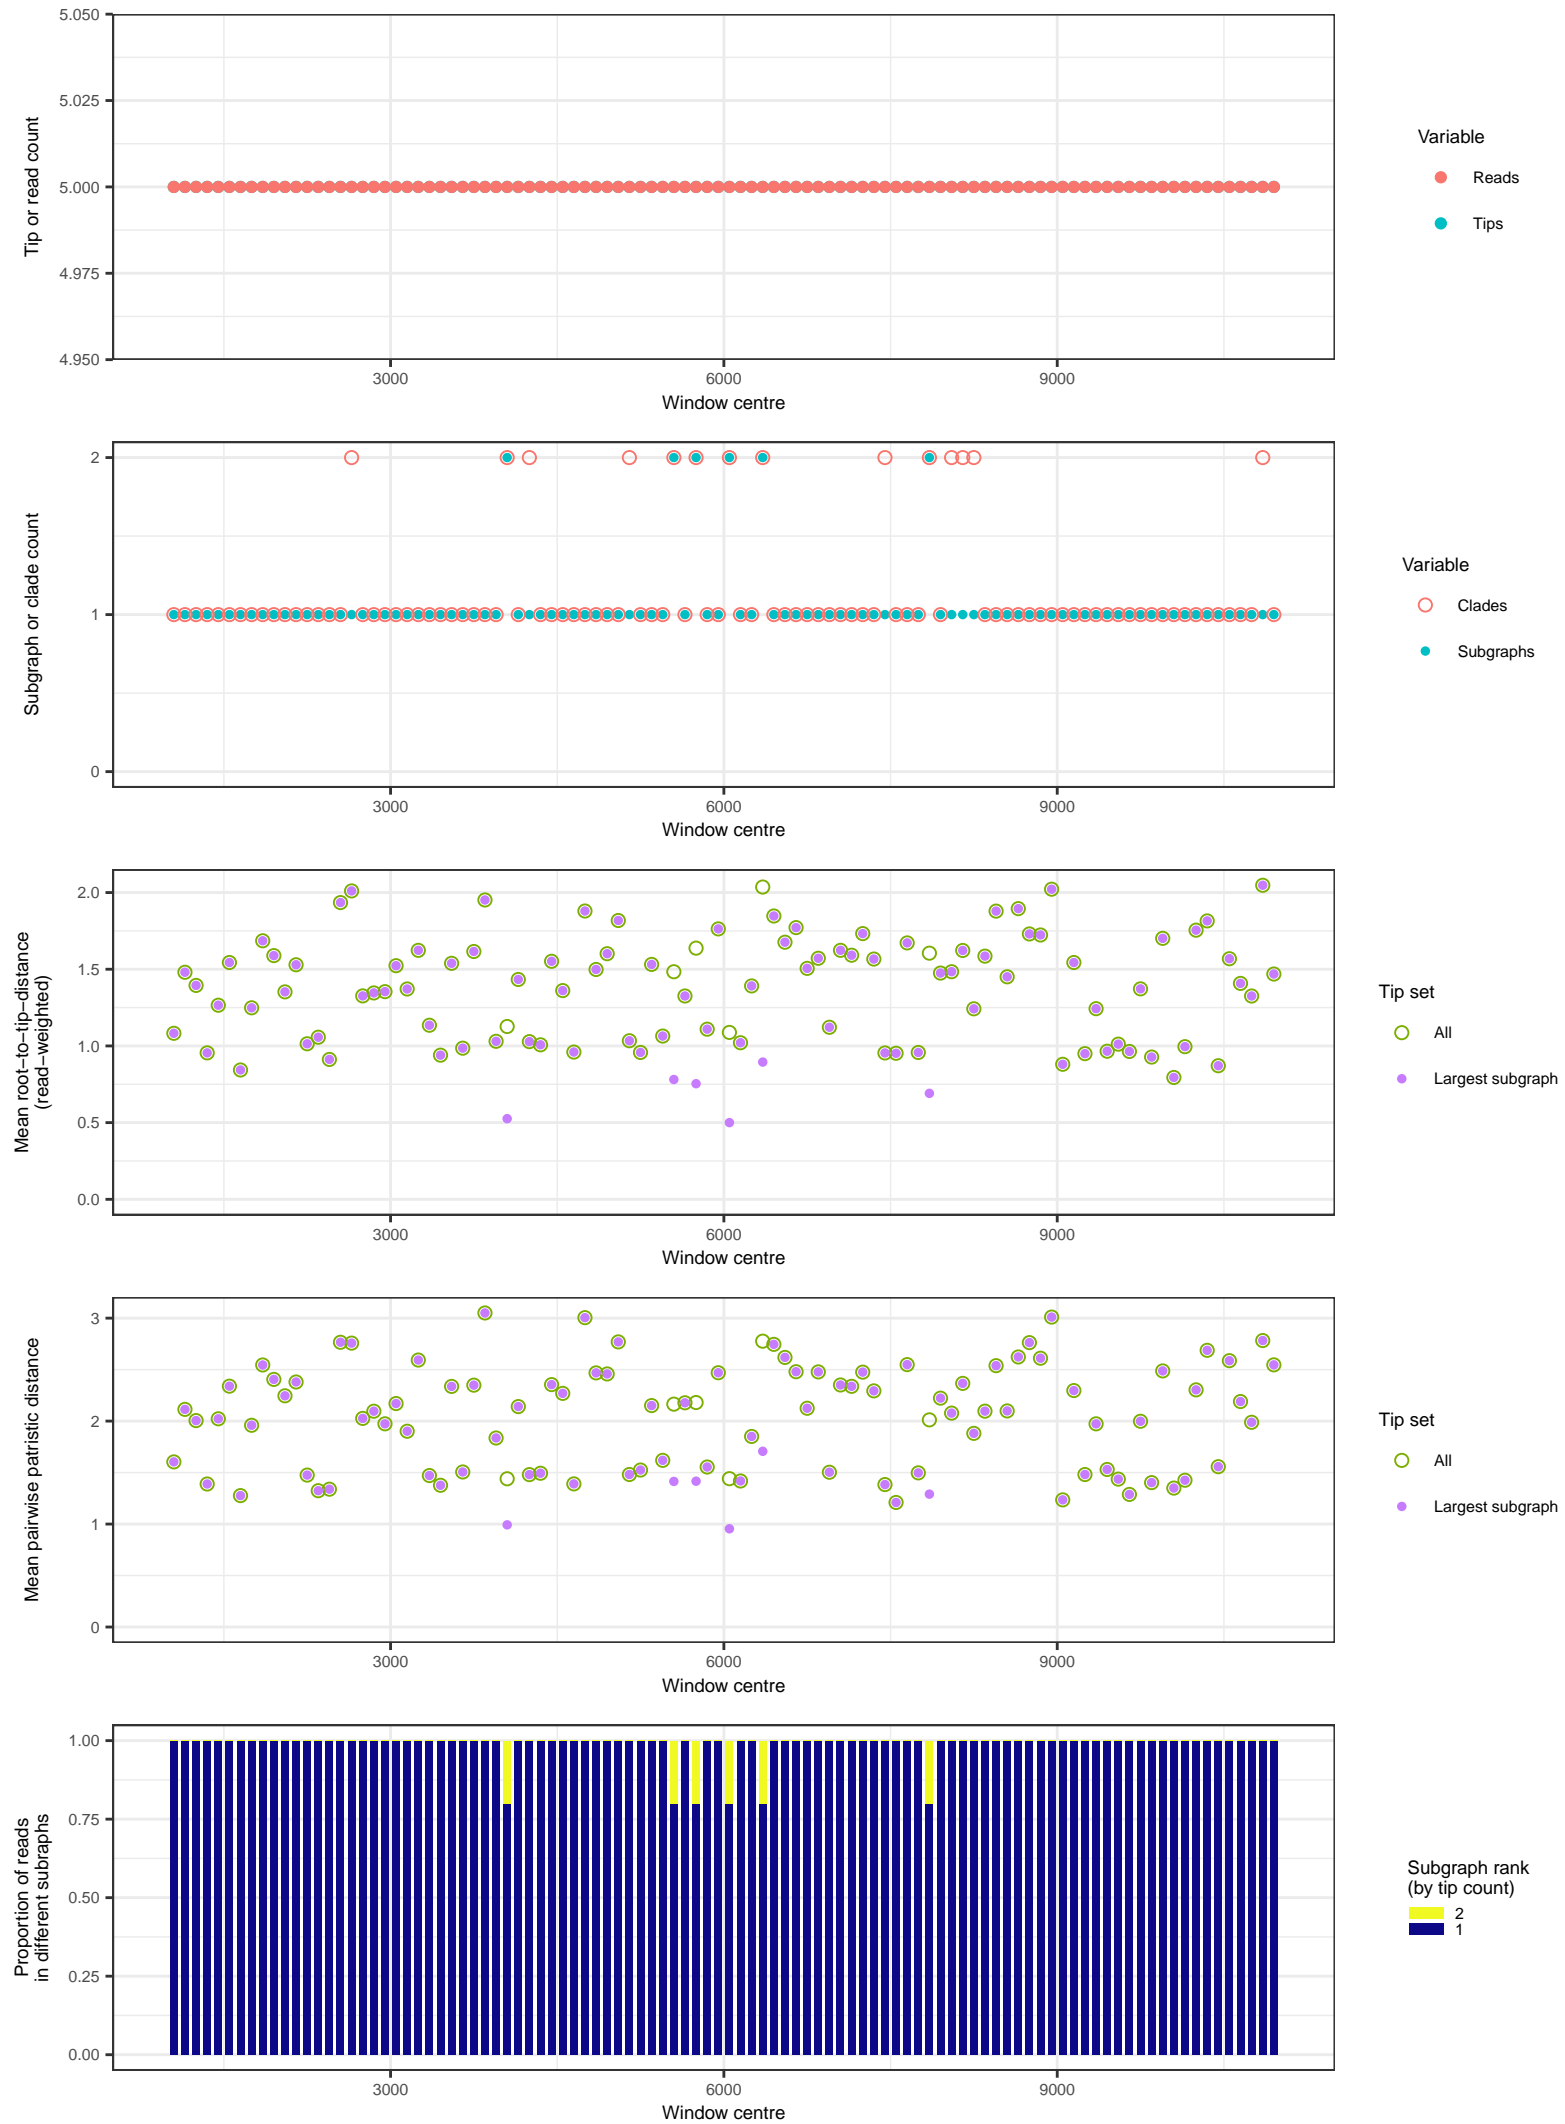 5.050
5.025
5.000
4.975
4.950
Tip or read count
3000
6000
9000
Window centre
Variable
Reads
Tips
2
1
0
Subgraph or clade count
3000
6000
9000
Window centre
Variable
Clades
Subgraphs
2.0
1.5
1.0
0.5
0.0
Mean root−to−tip−distance
(read−weighted)
3000
6000
9000
Window centre
Tip set
All
Largest subgraph
3
2
1
0
Mean pairwise patristic distance
3000
6000
9000
Window centre
Tip set
All
Largest subgraph
1.00
0.75
0.50
0.25
0.00
Proportion of reads
in different subraphs
3000
6000
9000
Window centre
Subgraph rank
(by tip count)
2
1